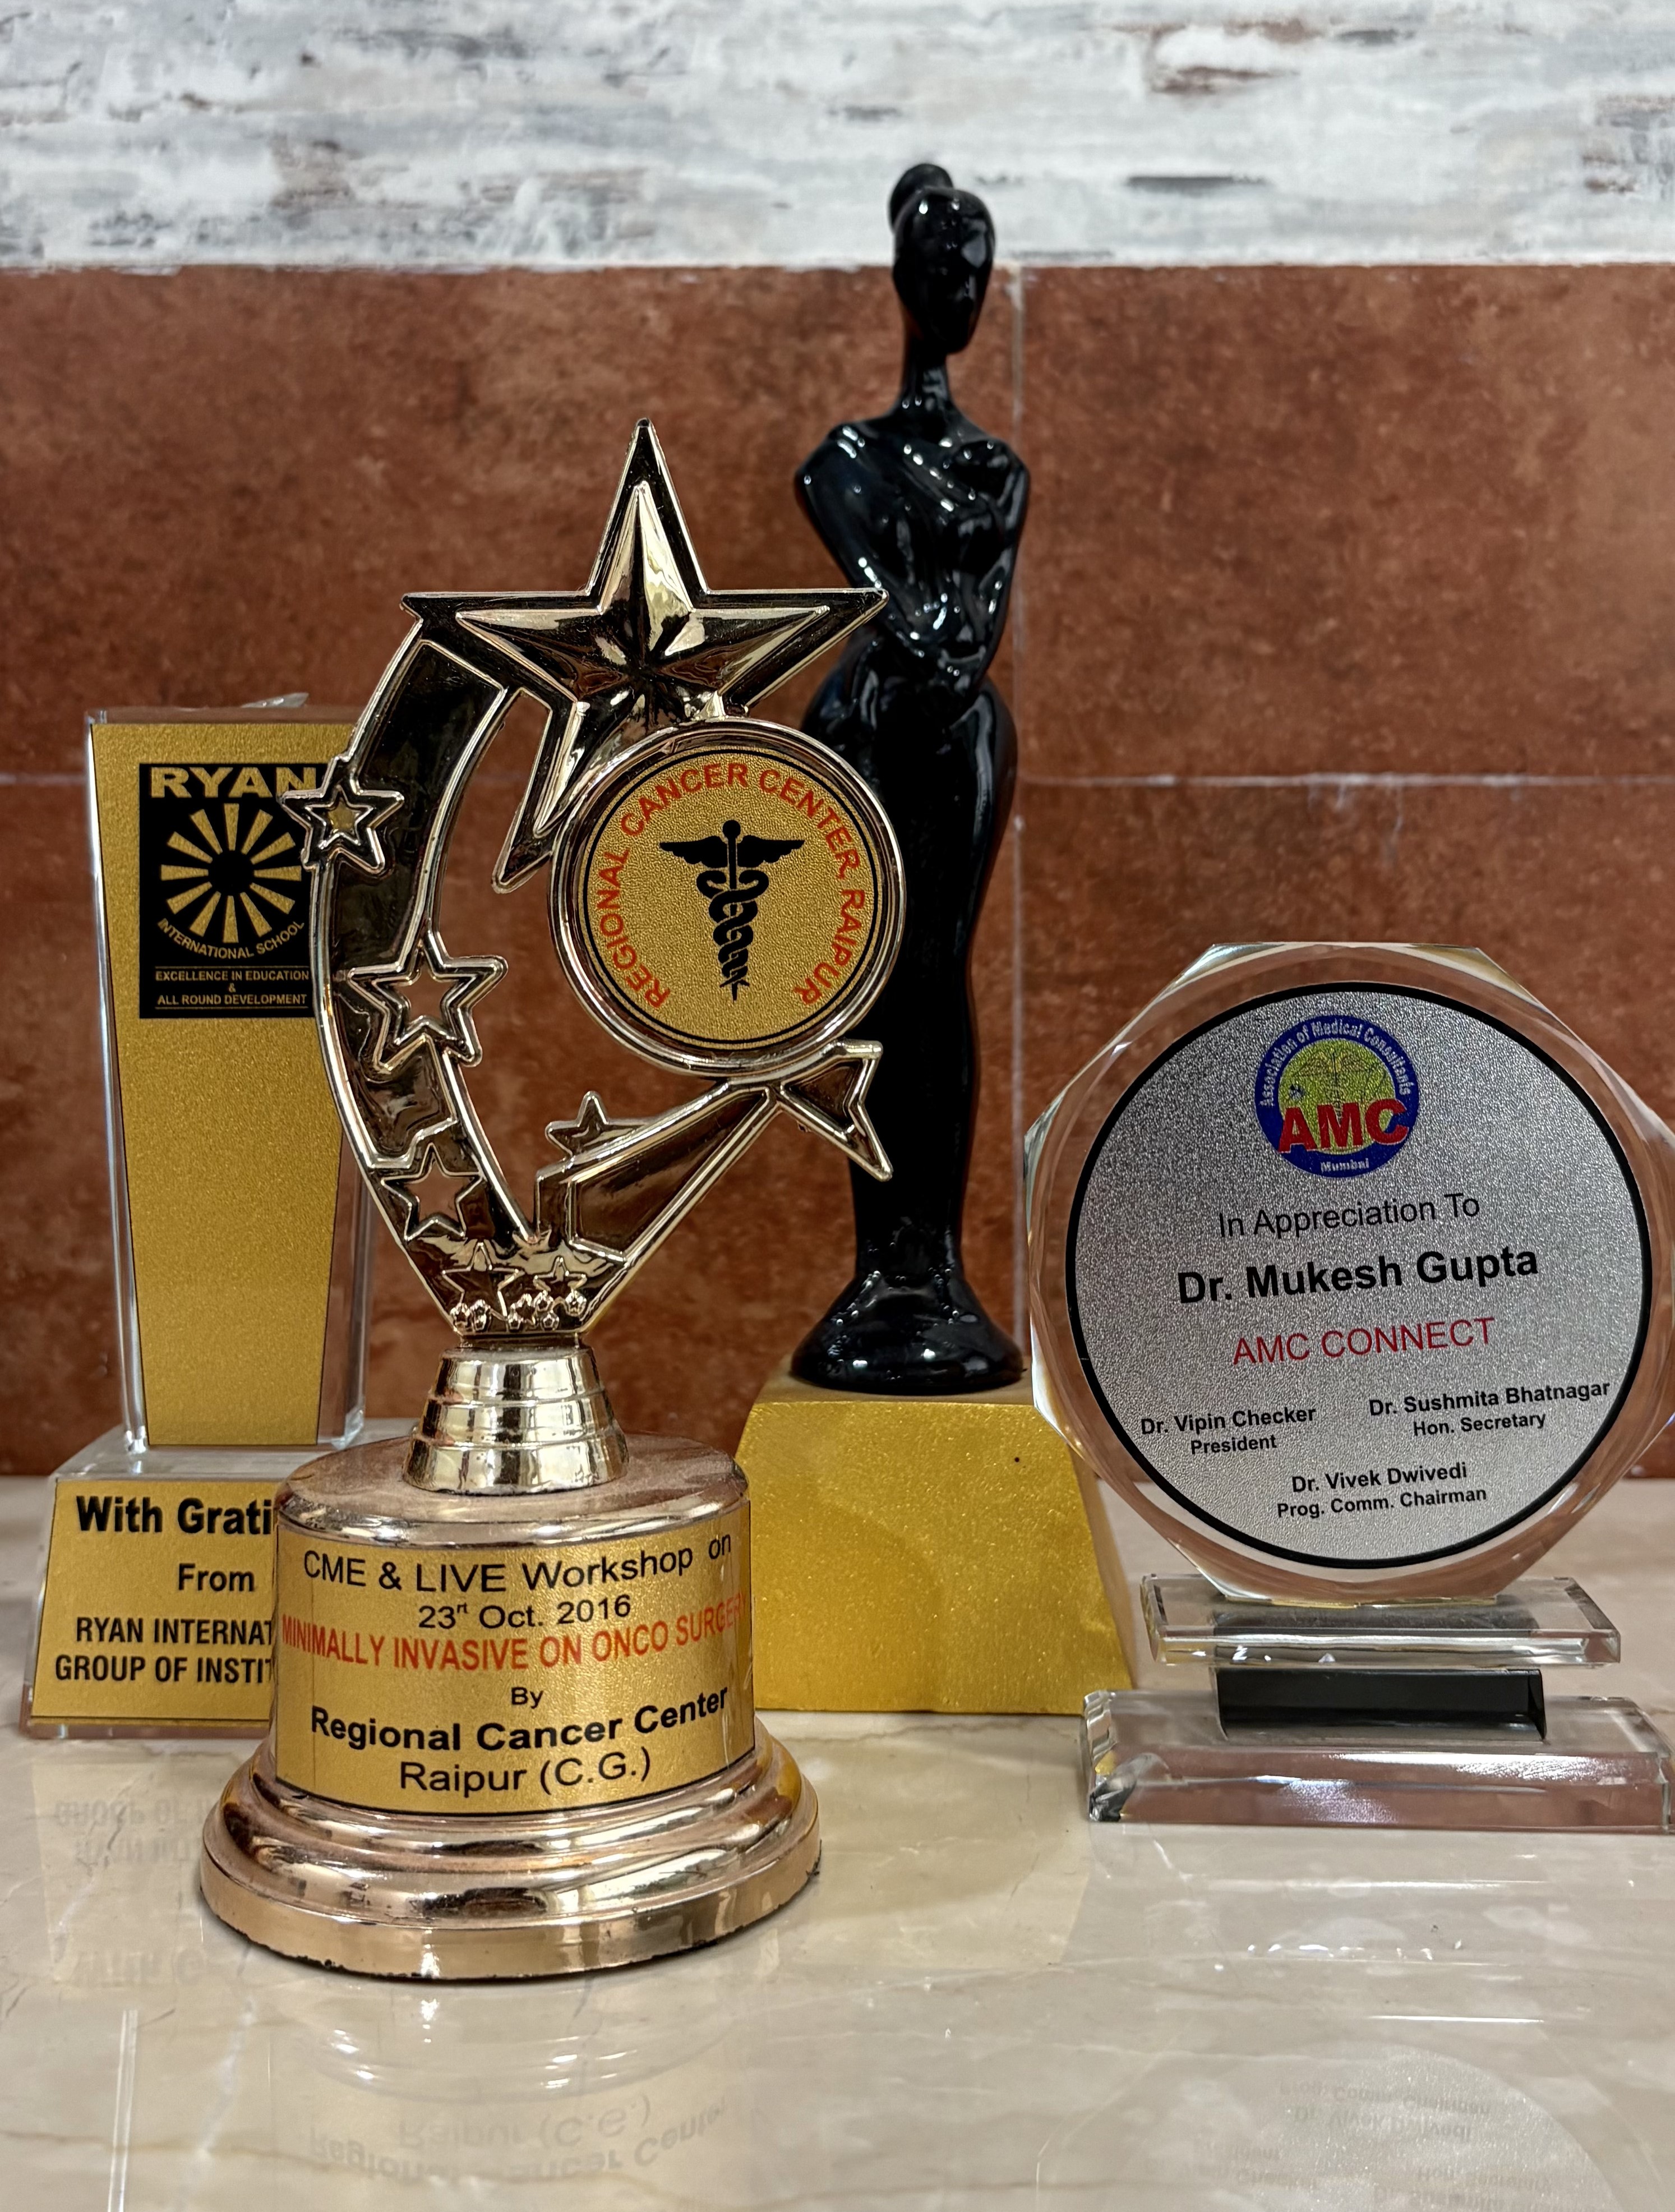 RYAN
INTERNATIONAL SCHOOL
EXCELLENCE IN EDUCATION
&
ALL ROUND DEVELOPMENT
With Grati
From
RYAN INTERNAT
GROUP OF INSTIT
REGIONAL CANCER CENTER, RAIPUR
CME & LIVE Workshop on
23rt Oct. 2016
MINIMALLY INVASIVE ON ONCO SURGERY
By
Regional Cancer Center
Raipur (C.G.)
Association of Medical Consultants
AMC
Mumbai
In Appreciation To
Dr. Mukesh Gupta
AMC CONNECT
Dr. Vipin Checker
President
Dr. Sushmita Bhatnagar
Hon. Secretary
Dr. Vivek Dwivedi
Prog. Comm. Chairman